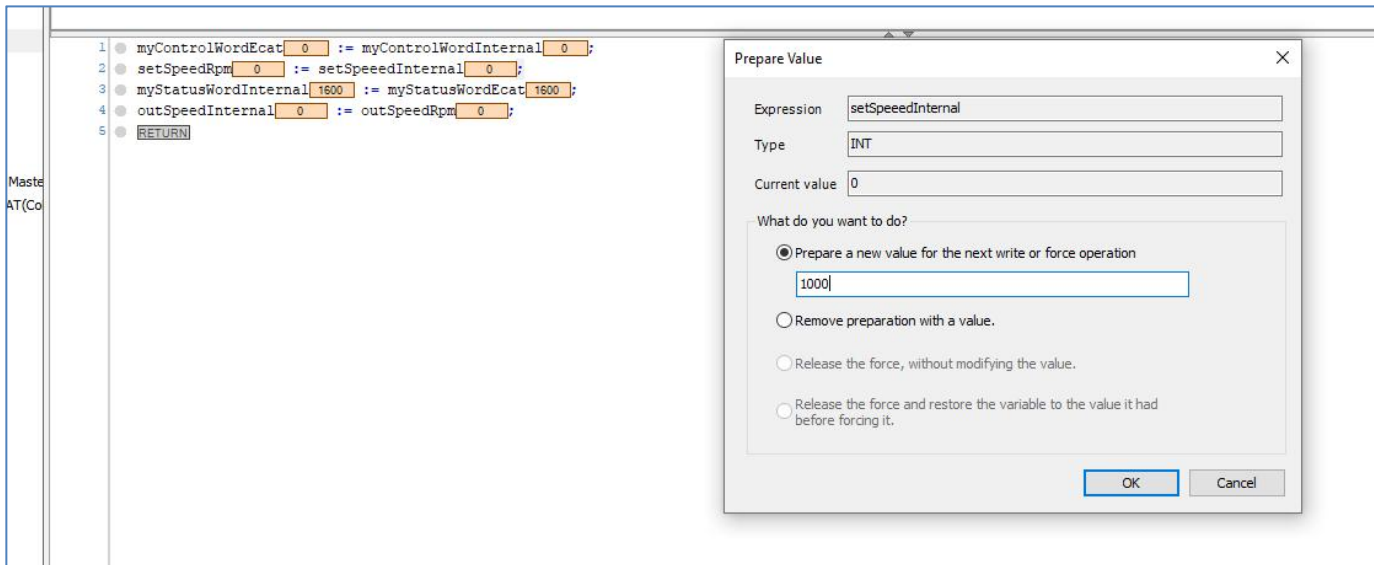 1 myControlWordEcat 0 := myControlWordInternal 0 ;
2 setSpeedRpm 0 := setSpeeedInternal 0 ;
3 myStatusWordInternal 1600 := myStatusWordEcat 1600 ;
4 outSpeedInternal 0 := outSpeedRpm 0 ;
5 RETURN
Maste
AT(Co
Prepare Value
Expression setSpeeedInternal
Type INT
Current value 0
What do you want to do?
Prepare a new value for the next write or force operation
1000
Remove preparation with a value.
Release the force, without modifying the value.
Release the force and restore the variable to the value it had
before forcing it.
OK Cancel